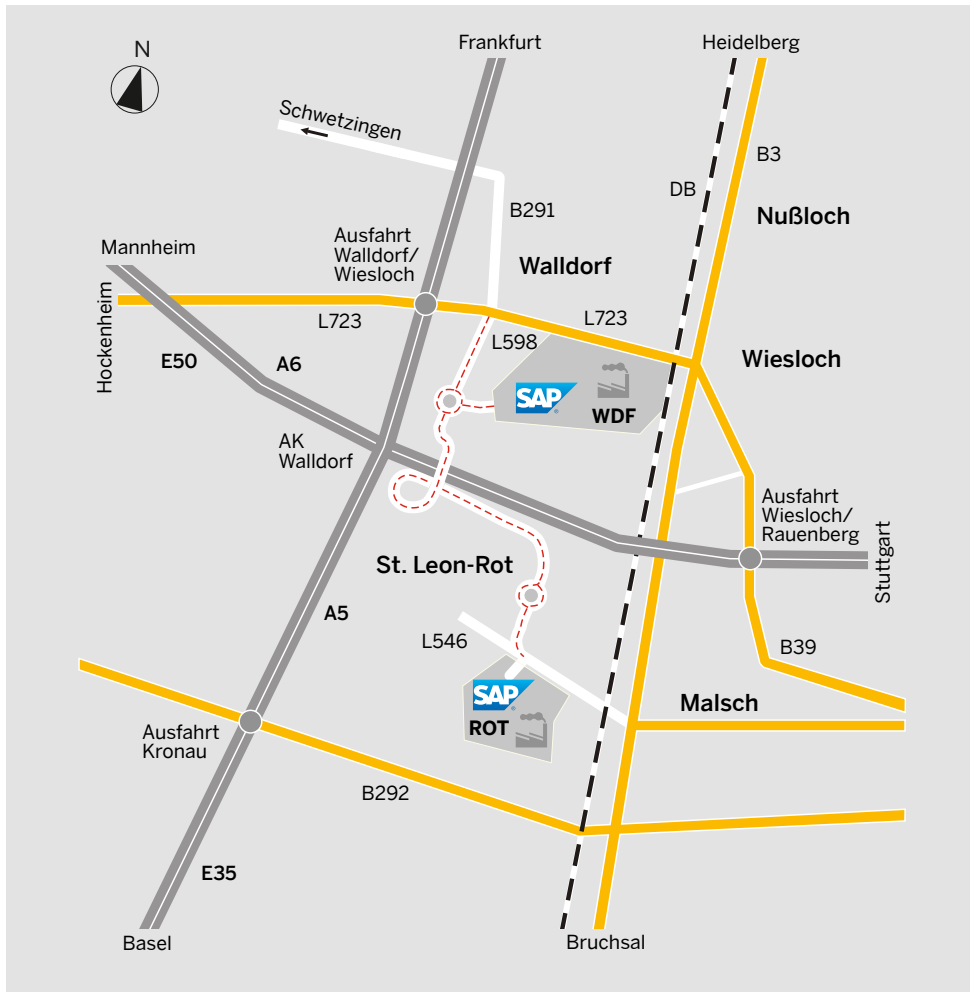 Frankfurt
Heidelberg
N
Schwetzingen
B3
DB
B291
Nußloch
Ausfahrt
Walldorf/
Wiesloch
Mannheim
Walldorf
Hockenheim
L723
L723
L598
Wiesloch
E50
A6
SAP
WDF
AK
Walldorf
Ausfahrt
Wiesloch/
Rauenberg
Stuttgart
St. Leon-Rot
A5
L546
B39
SAP
ROT
Malsch
Ausfahrt
Kronau
B292
E35
Basel
Bruchsal